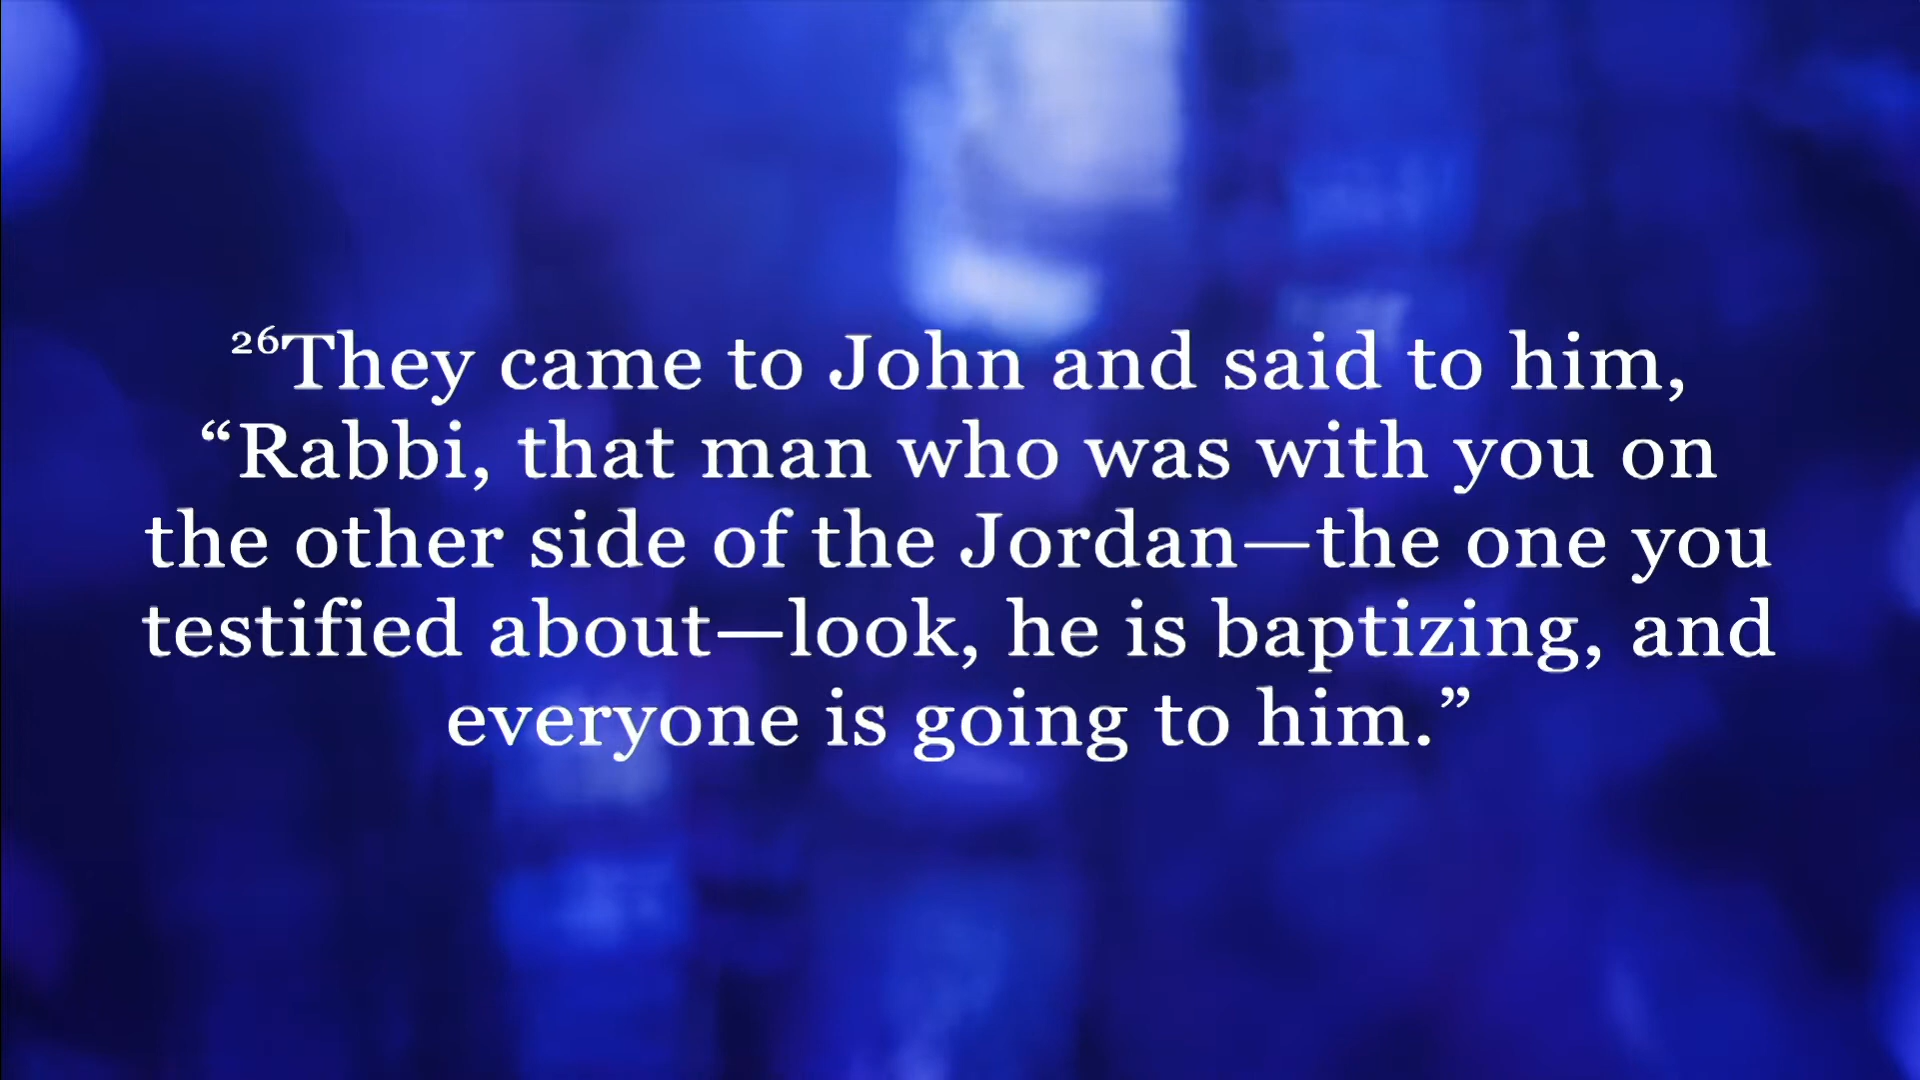 ²⁶They came to John and said to him,
“Rabbi, that man who was with you on
the other side of the Jordan—the one you
testified about—look, he is baptizing, and
everyone is going to him.”